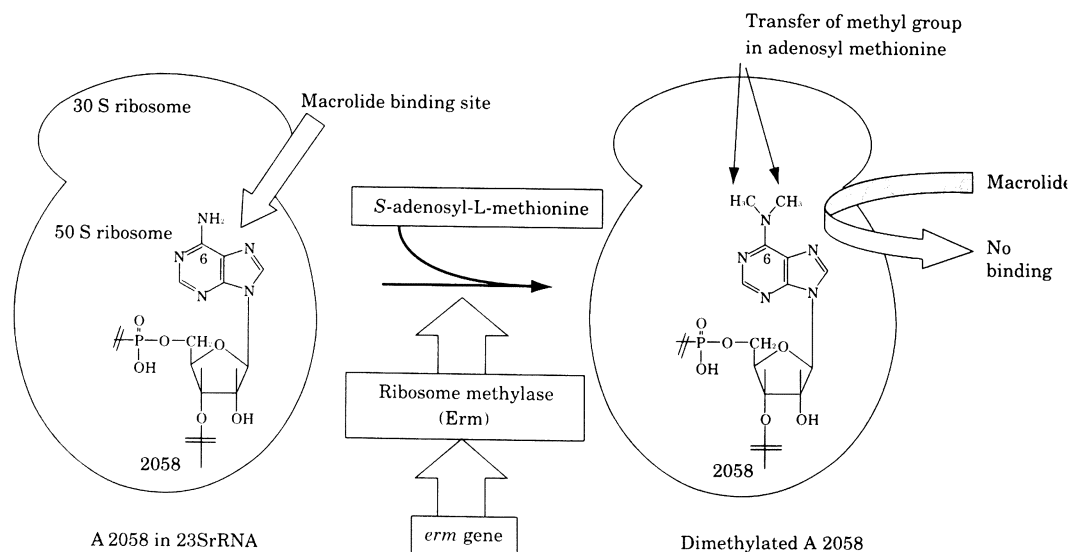 Transfer of methyl group
in adenosyl methionine
30 S ribosome
Macrolide binding site
50 S ribosome
NH₂
6
N
N
N
N
O
P
O
CH₂
O
OH
O
OH
2058
A 2058 in 23SrRNA
S-adenosyl-L-methionine
Ribosome methylase
(Erm)
erm gene
H₃C
CH₃
N
6
N
N
N
N
O
P
O
CH₂
O
OH
O
OH
2058
Macrolide
No
binding
Dimethylated A 2058